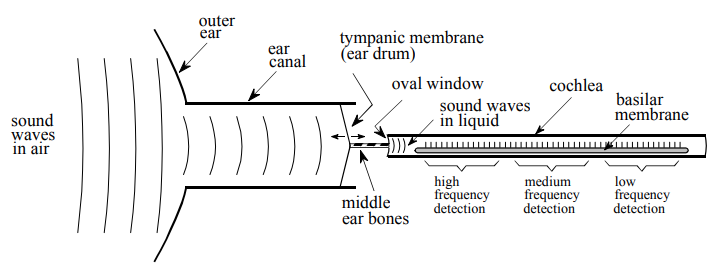 outer
ear
ear
canal
tympanic membrane
(ear drum)
oval window
sound waves
in liquid
cochlea
basilar
membrane
sound
waves
in air
middle
ear bones
high
frequency
detection
medium
frequency
detection
low
frequency
detection